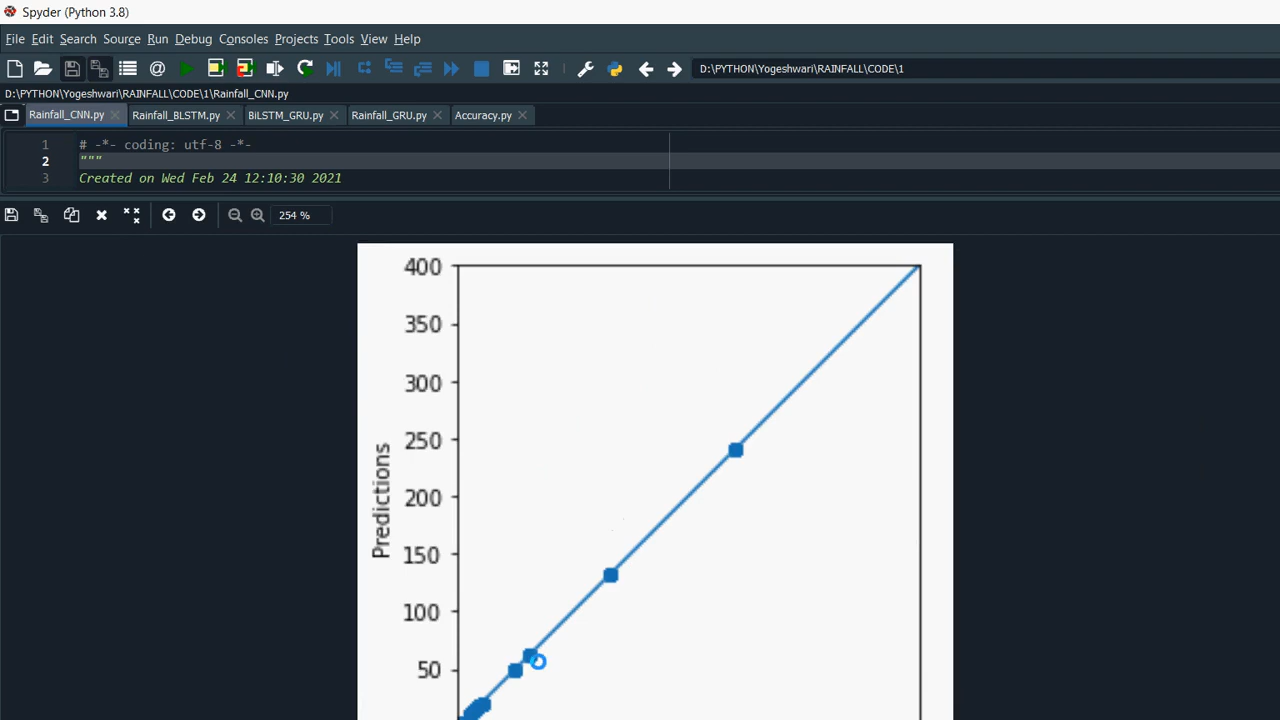 Spyder (Python 3.8)
File Edit Search Source Run Debug Consoles Projects Tools View Help
D:\PYTHON\Yogeshwari\RAINFALL\CODE\1
D:\PYTHON\Yogeshwari\RAINFALL\CODE\1\Rainfall_CNN.py
Rainfall_CNN.py Rainfall_BLSTM.py BiLSTM_GRU.py Rainfall_GRU.py Accuracy.py
1 # -*- coding: utf-8 -*-
2 """
3 Created on Wed Feb 24 12:10:30 2021
254 %
400
350
300
250
200
150
100
50
Predictions